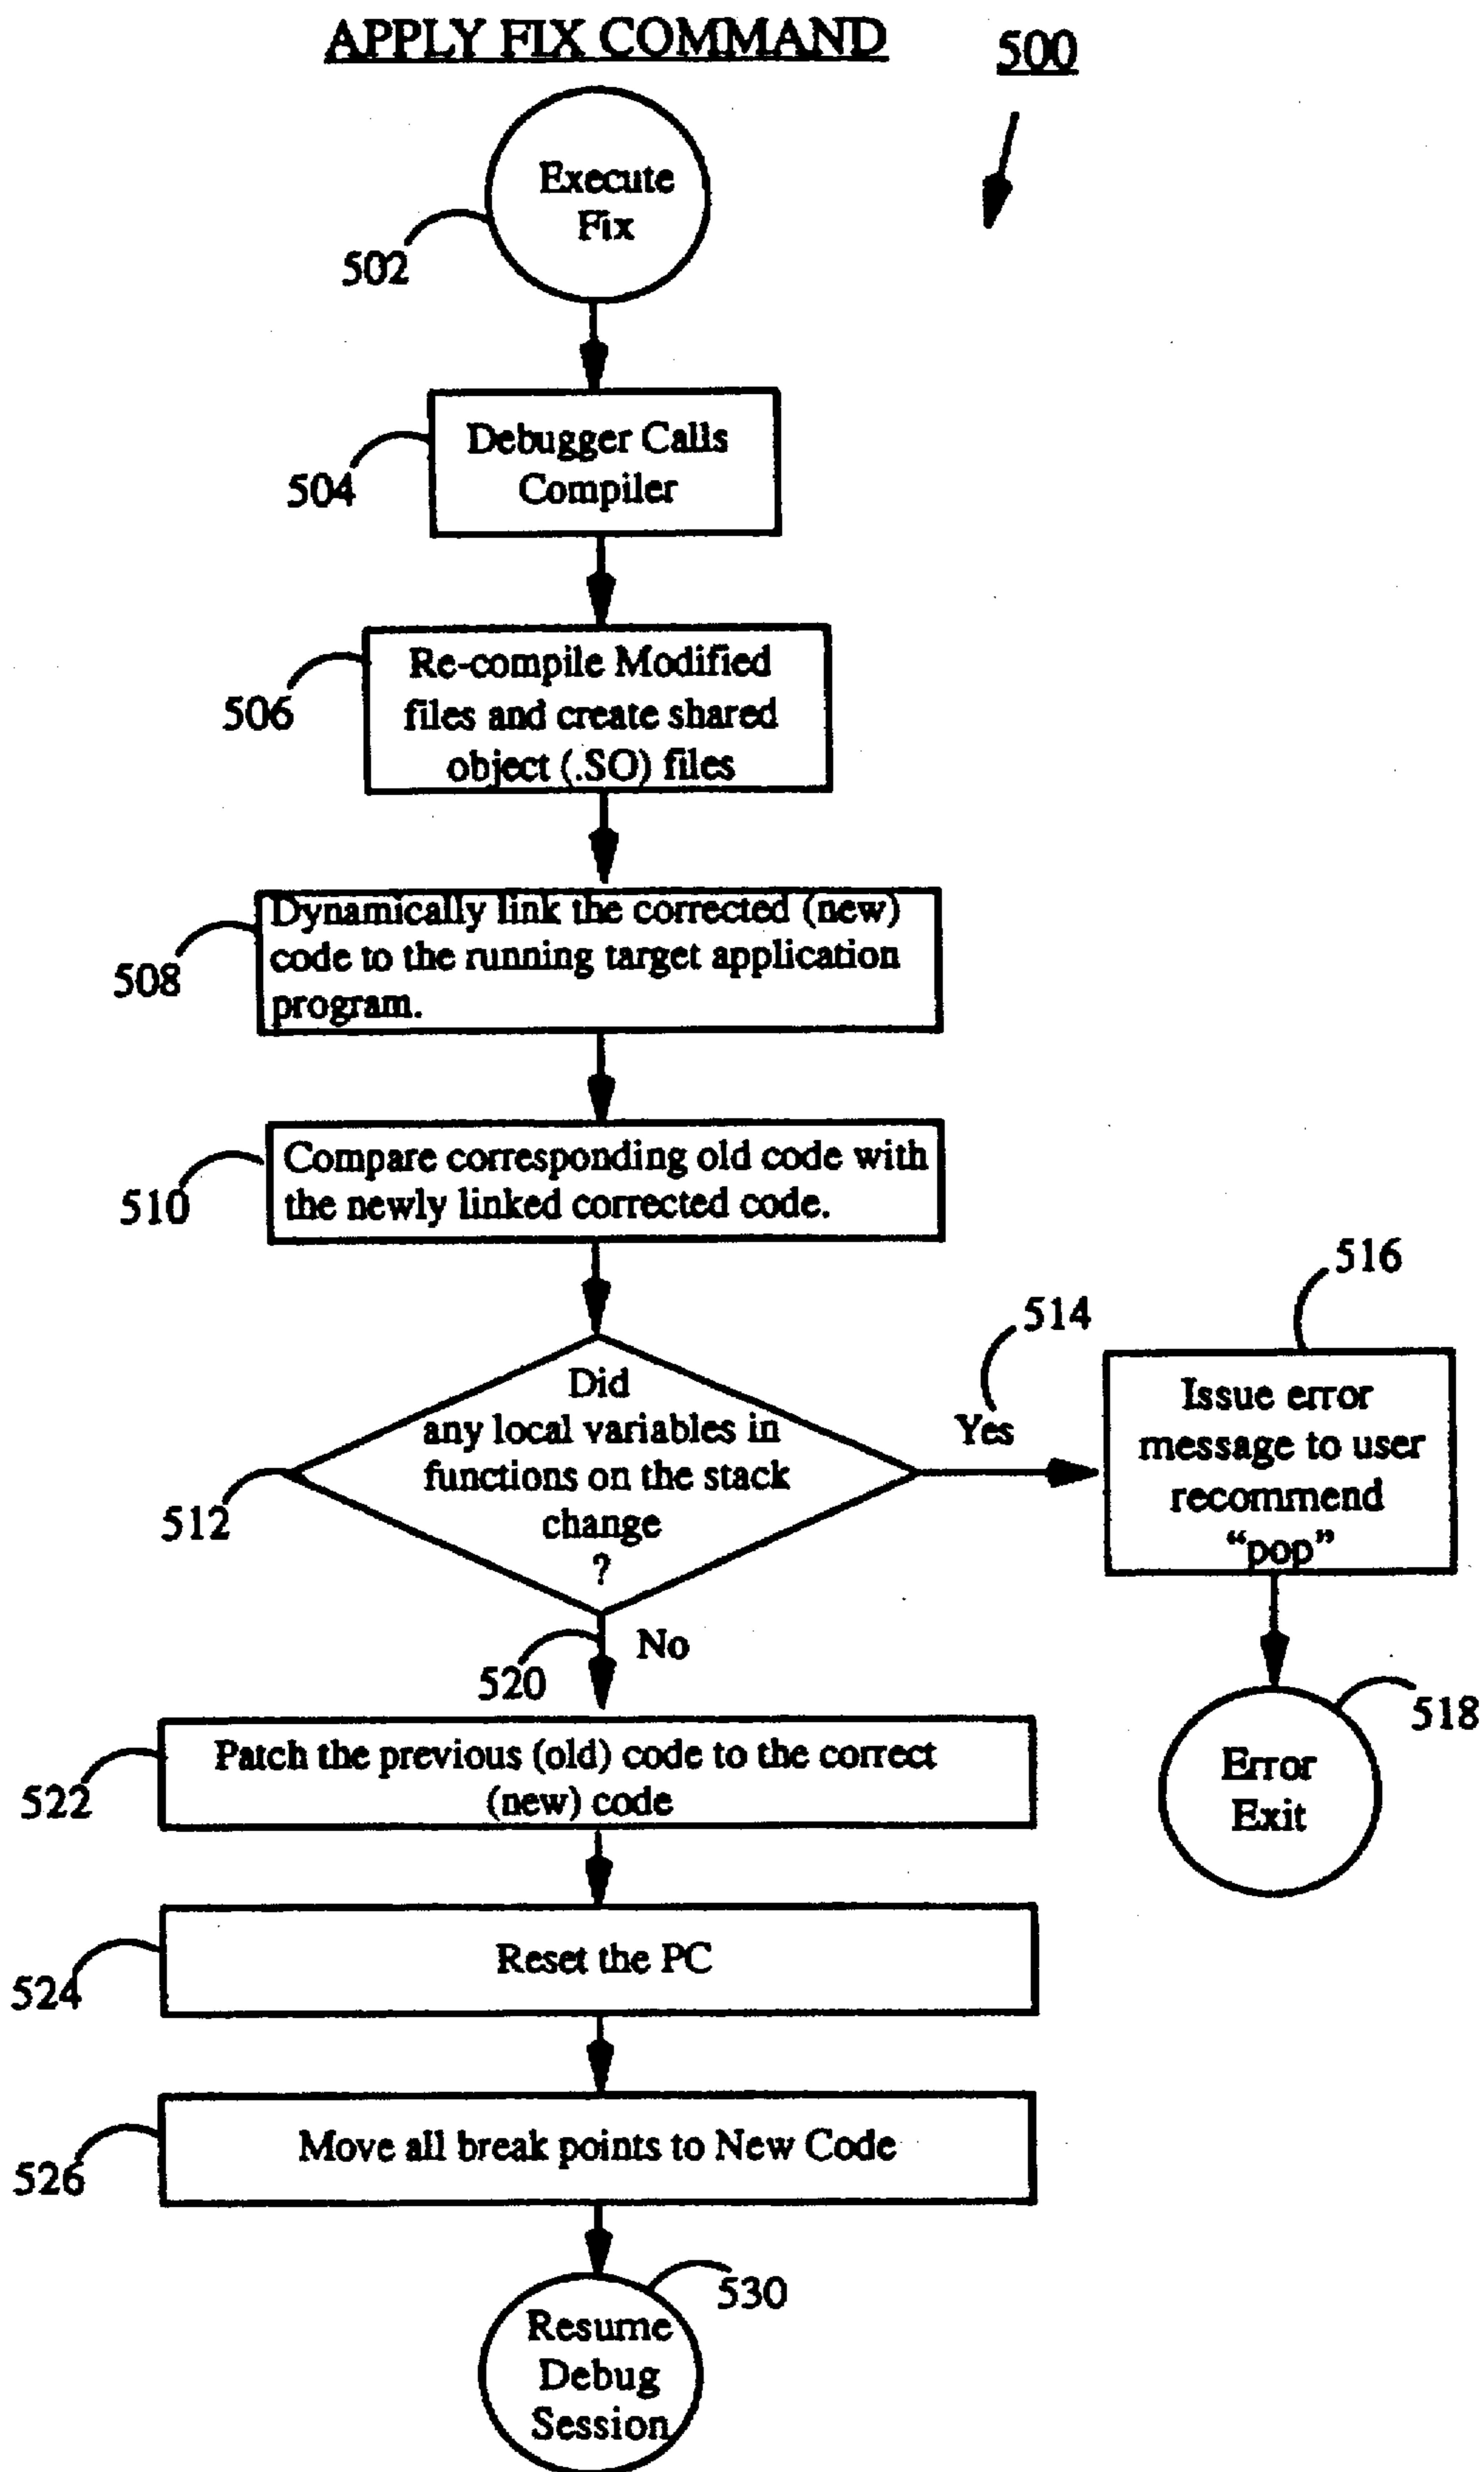 APPLY FIX COMMAND
500
Execute
Fix
502
Debugger Calls
Compiler
504
Re-compile Modified
files and create shared
object (.SO) files
506
Dynamically link the corrected (new)
code to the running target application
program.
508
Compare corresponding old code with
the newly linked corrected code.
510
Did
any local variables in
functions on the stack
change
?
512
514
Yes
516
Issue error
message to user
recommend
“pop”
518
Error
Exit
No
520
Patch the previous (old) code to the correct
(new) code
522
Reset the PC
524
Move all break points to New Code
526
530
Resume
Debug
Session